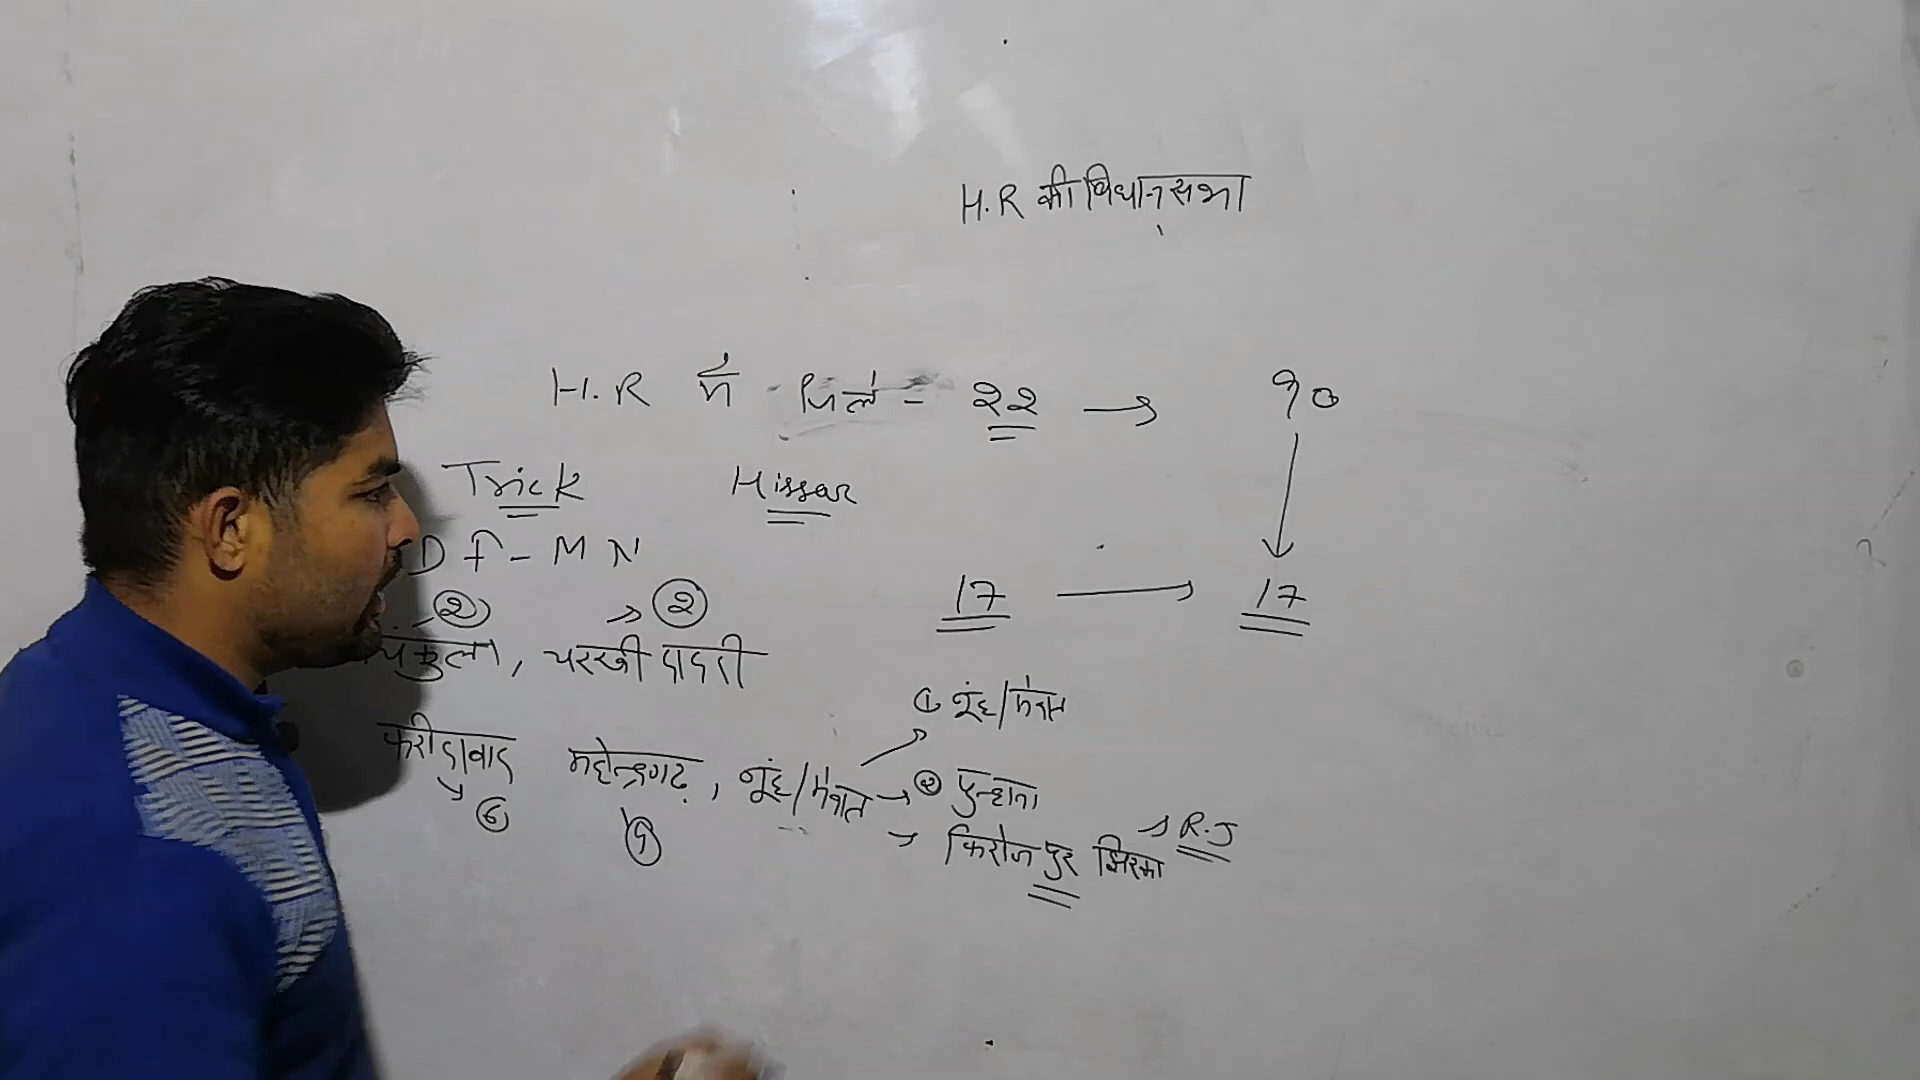 H.R की विधानसभा
H.R में जिले = 22 → 90
Trick Hissar
D F - M N
② → ② 17 → 17
पंचकुला, चरखी दादरी
① नूंह/मेवात
फरीदाबाद महेन्द्रगढ़, नूंह/मेवात → ② पुन्हाना
→ R.J
⑥ → फिरोजपुर झिरका